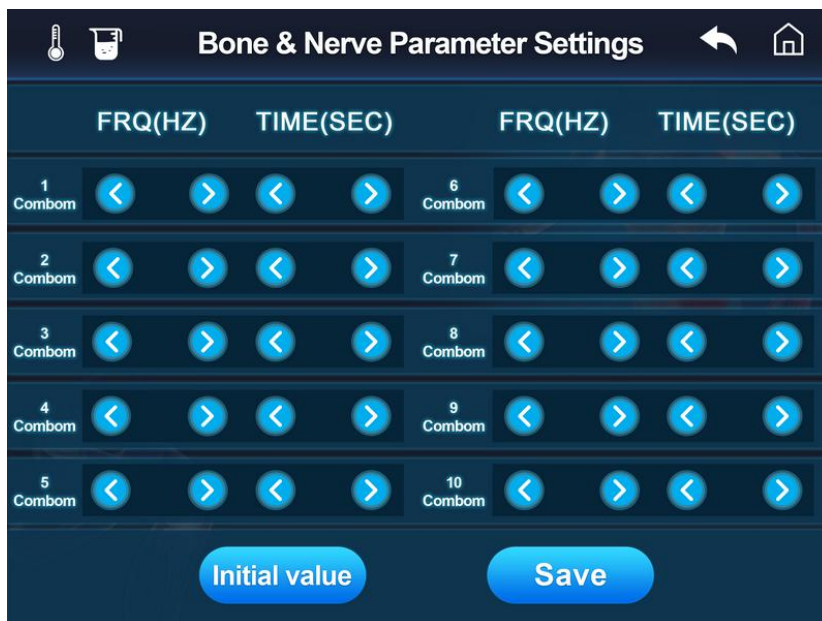 Bone & Nerve Parameter Settings
FRQ(HZ) TIME(SEC) FRQ(HZ) TIME(SEC)
1
Combom
6
Combom
2
Combom
7
Combom
3
Combom
8
Combom
4
Combom
9
Combom
5
Combom
10
Combom
Initial value
Save